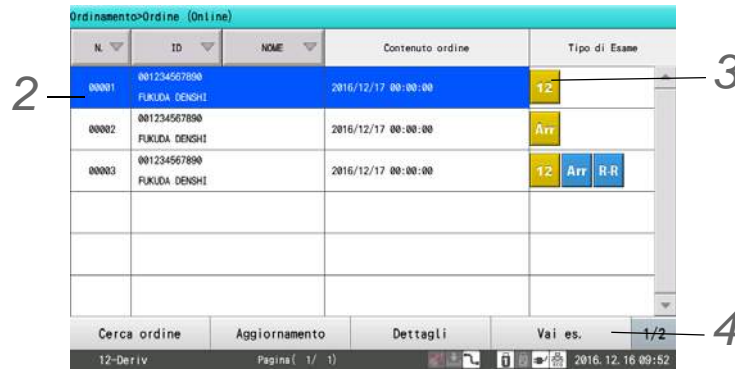 Ordinamento>Ordine (Online)
N. ID NOME Contenuto ordine Tipo di Esame
2 00001 001234567890 2016/12/17 00:00:00 12 3
FUKUDA DENSHI
00002 001234567890 2016/12/17 00:00:00 Arr
FUKUDA DENSHI
00003 001234567890 2016/12/17 00:00:00 12 Arr R-R
FUKUDA DENSHI
Cerca ordine Aggiornamento Dettagli Vai es. 1/2 4
12-Deriv Pagina( 1/ 1) 2016.12.16 09:52